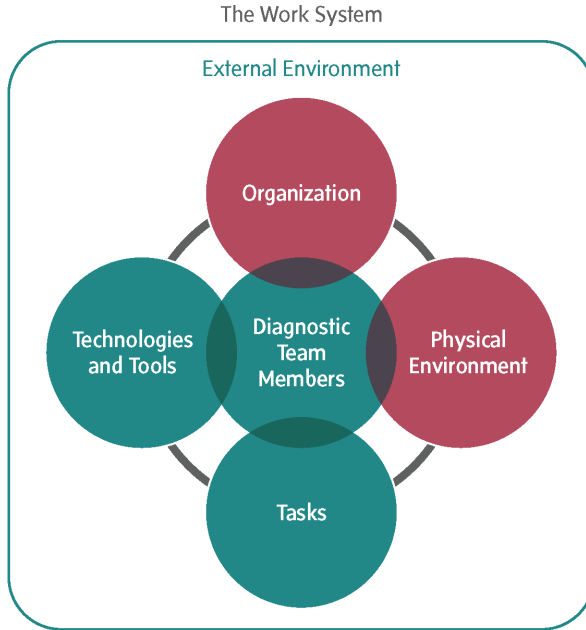 The Work System
External Environment
Organization
Technologies
and Tools
Diagnostic
Team
Members
Physical
Environment
Tasks